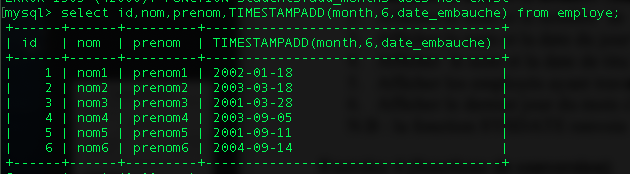 [mysql> select id,nom,prenom,TIMESTAMPADD(month,6,date_embauche) from employe;
+------+------+---------+-------------------------------------+
| id | nom | prenom | TIMESTAMPADD(month,6,date_embauche) |
+------+------+---------+-------------------------------------+
| 1 | nom1 | prenom1 | 2002-01-18 |
| 2 | nom2 | prenom2 | 2003-03-18 |
| 3 | nom3 | prenom3 | 2001-03-28 |
| 4 | nom4 | prenom4 | 2003-09-05 |
| 5 | nom5 | prenom5 | 2001-09-11 |
| 6 | nom6 | prenom6 | 2004-09-14 |
+------+------+---------+-------------------------------------+